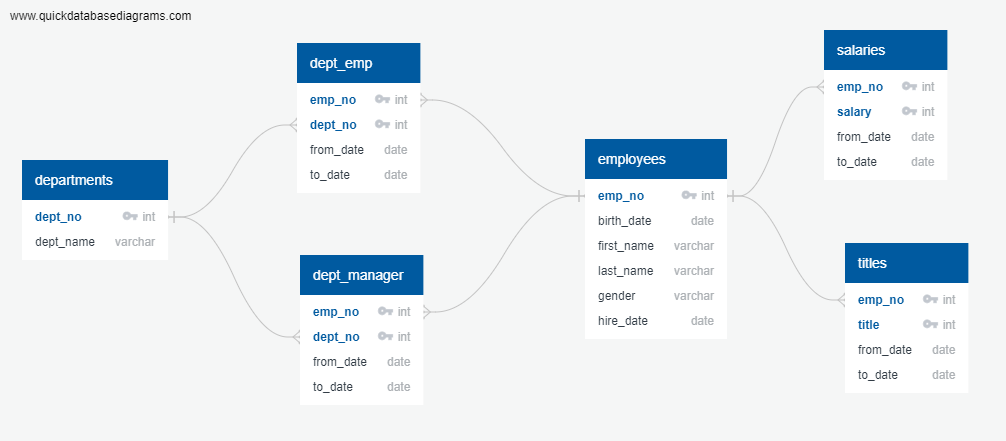 www.quickdatabasediagrams.com
departments
dept_no int
dept_name varchar
dept_emp
emp_no int
dept_no int
from_date date
to_date date
dept_manager
emp_no int
dept_no int
from_date date
to_date date
employees
emp_no int
birth_date date
first_name varchar
last_name varchar
gender varchar
hire_date date
salaries
emp_no int
salary int
from_date date
to_date date
titles
emp_no int
title int
from_date date
to_date date